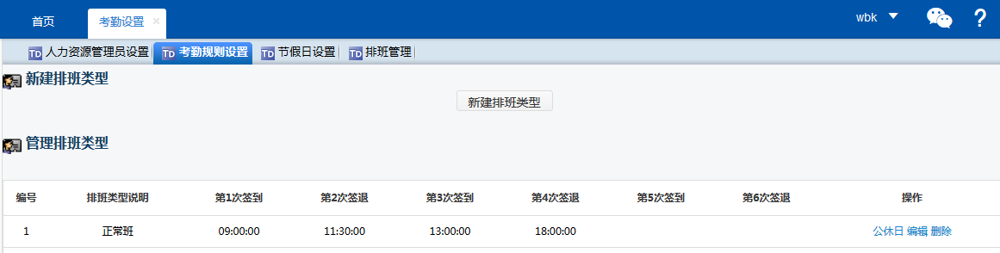 首页 考勤设置 × wbk ?
TD 人力资源管理员设置 TD 考勤规则设置 TD 节假日设置 TD 排班管理
新建排班类型
新建排班类型
管理排班类型
编号 排班类型说明 第1次签到 第2次签退 第3次签到 第4次签退 第5次签到 第6次签退 操作
1 正常班 09:00:00 11:30:00 13:00:00 18:00:00 公休日 编辑 删除